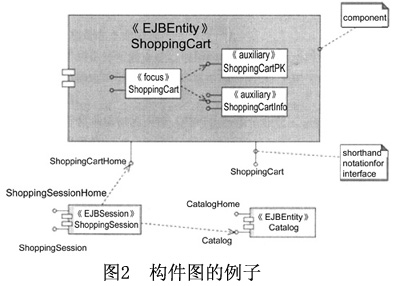 《EJBEntity》
ShoppingCart
component
《focus》
ShoppingCart
《auxiliary》
ShoppingCartPK
《auxiliary》
ShoppingCartInfo
ShoppingCartHome
ShoppingCart
shorthand
notationfor
interface
ShoppingSessionHome
《EJBSession》
ShoppingSession
ShoppingSession
CatalogHome
《EJBEntity》
Catalog
Catalog
图2 构件图的例子